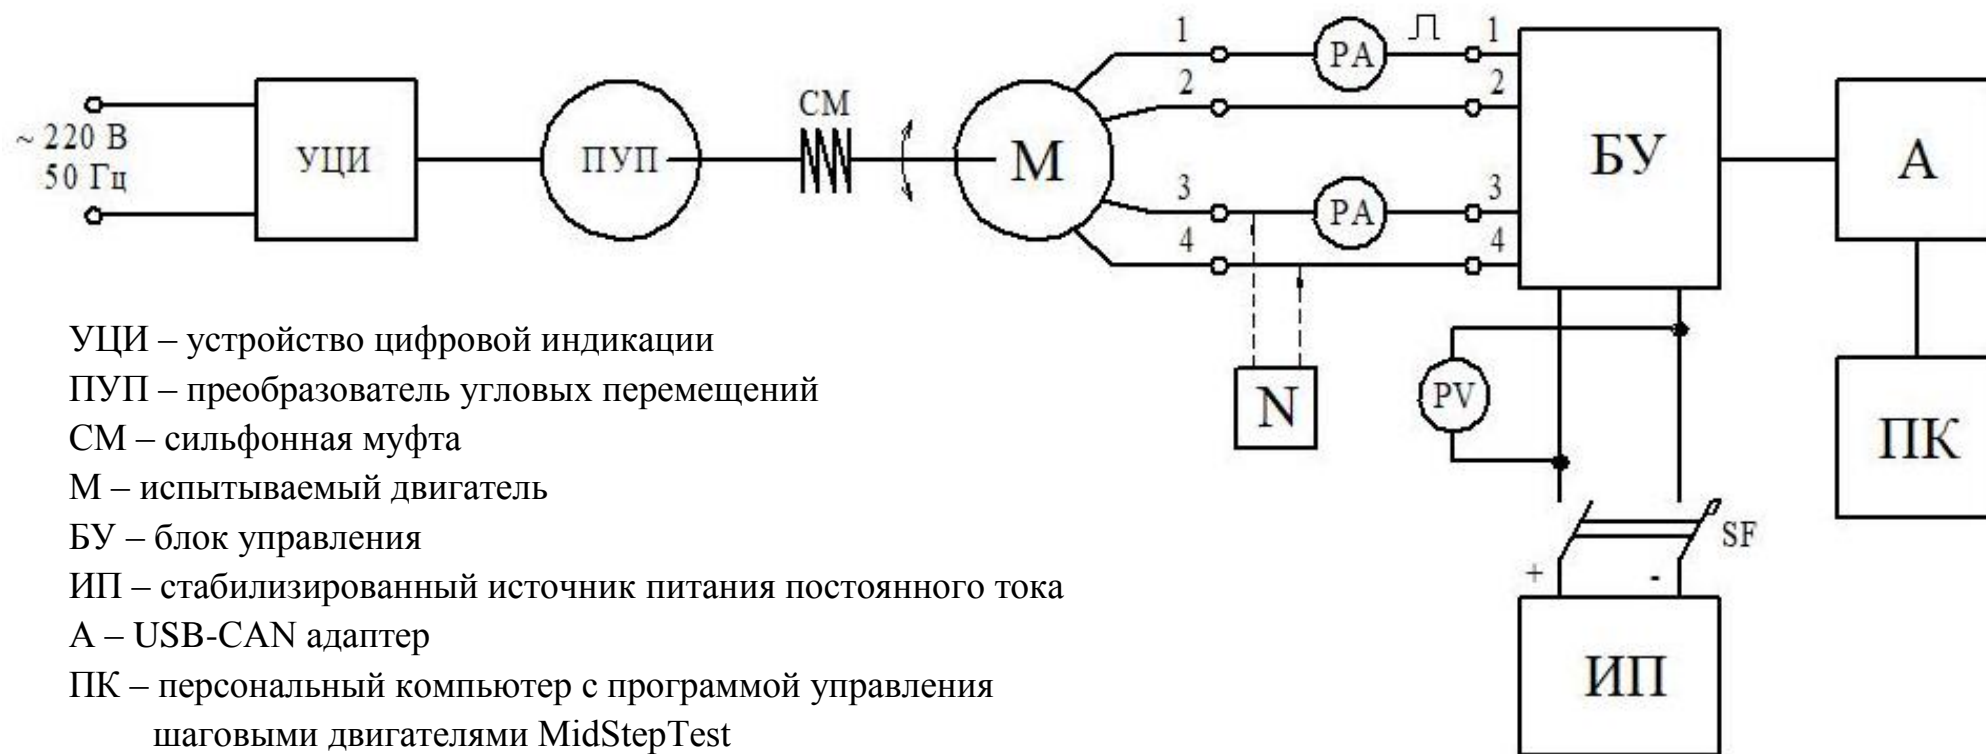 ~ 220 В
50 Гц
УЦИ
ПУП
СМ
М
1
2
3
4
РА
РА
1
2
3
4
БУ
А
ПК
N
PV
SF
+
-
ИП
УЦИ – устройство цифровой индикации
ПУП – преобразователь угловых перемещений
СМ – сильфонная муфта
М – испытываемый двигатель
БУ – блок управления
ИП – стабилизированный источник питания постоянного тока
А – USB-CAN адаптер
ПК – персональный компьютер с программой управления
шаговыми двигателями MidStepTest